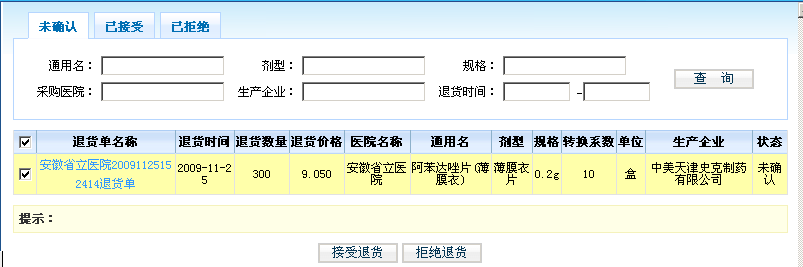 未确认 已接受 已拒绝
通用名： 剂型： 规格：
查 询
采购医院： 生产企业： 退货时间： -
退货单名称 退货时间 退货数量 退货价格 医院名称 通用名 剂型 规格 转换系数 单位 生产企业 状态
安徽省立医院2009112515
2414退货单
2009-11-2
5
300
9.050
安徽省立医
院
阿苯达唑片(薄
膜衣)
薄膜衣
片
0.2g
10
盒
中美天津史克制药
有限公司
未确
认
提示：
接受退货 拒绝退货